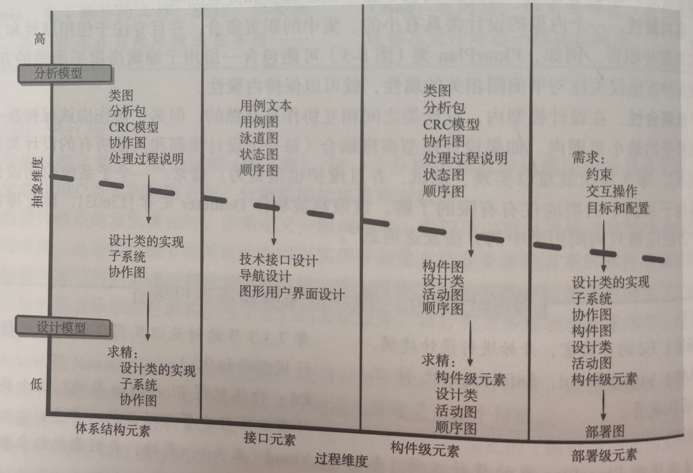 高
分析模型
抽象维度
设计模型
低
类图
分析包
CRC模型
协作图
处理过程说明
设计类的实现
子系统
协作图
求精：
设计类的实现
子系统
协作图
体系结构元素
用例文本
用例图
泳道图
状态图
顺序图
技术接口设计
导航设计
图形用户界面设计
接口元素
类图
分析包
CRC模型
协作图
处理过程说明
状态图
顺序图
构件图
设计类
活动图
顺序图
求精：
构件级元素
设计类
活动图
顺序图
构件级元素
需求：
约束
交互操作
目标和配置
设计类的实现
子系统
协作图
构件图
设计类
活动图
构件级元素
部署图
部署级元素
过程维度